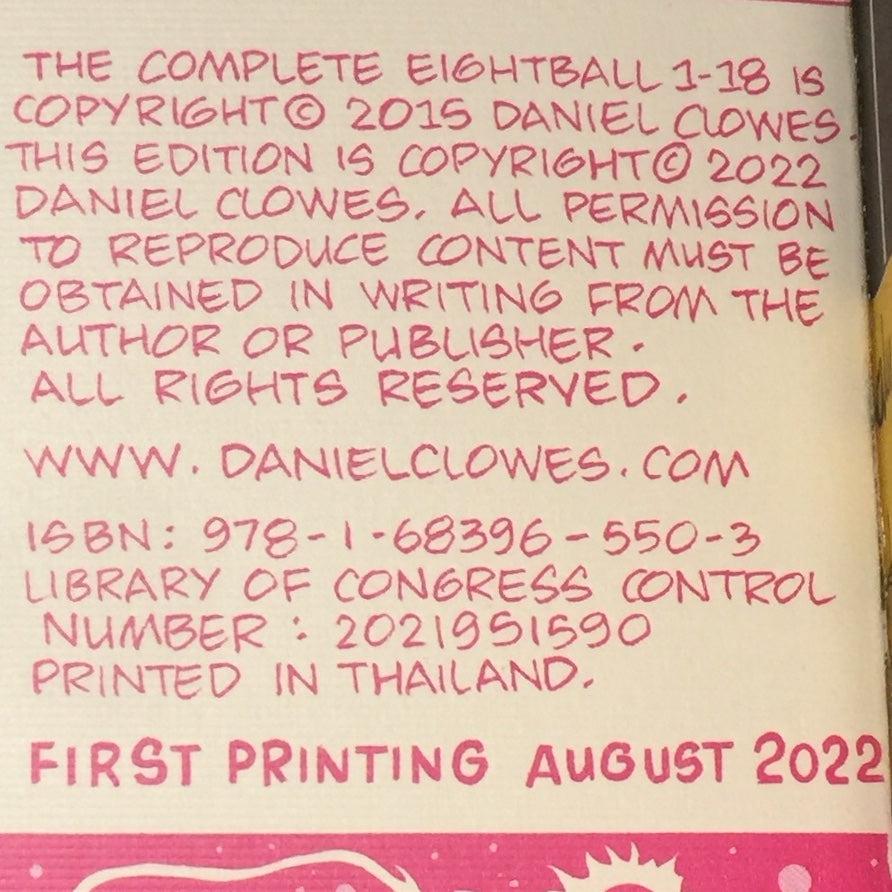 THE COMPLETE EIGHTBALL 1-18 IS
COPYRIGHT © 2015 DANIEL CLOWES.
THIS EDITION IS COPYRIGHT © 2022
DANIEL CLOWES. ALL PERMISSION
TO REPRODUCE CONTENT MUST BE
OBTAINED IN WRITING FROM THE
AUTHOR OR PUBLISHER.
ALL RIGHTS RESERVED.
WWW.DANIELCLOWES.COM
ISBN: 978-1-68396-550-3
LIBRARY OF CONGRESS CONTROL
NUMBER: 2021951590
PRINTED IN THAILAND.
FIRST PRINTING AUGUST 2022